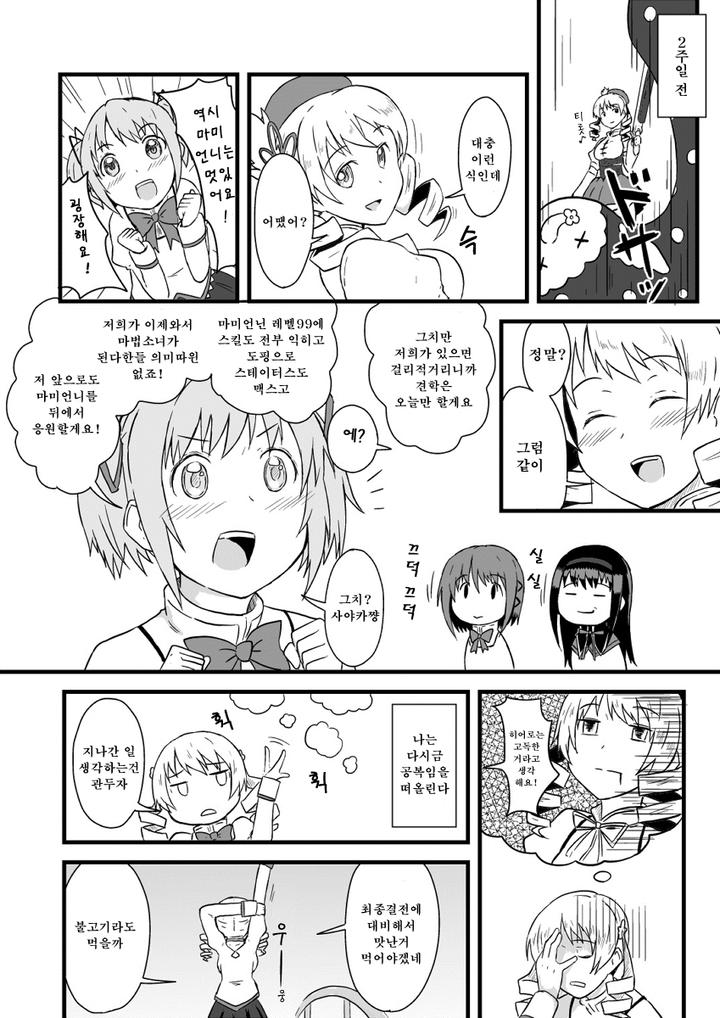 2주일 전
티롯♪
도
사
대충
이런
식인데
어땠어?
슥
역시
마미
언니는
멋있
어요!
굉장
해요!
정말?
그럼
같이
그치만
저희가 있으면
걸리적거리니까
견학은
오늘만 할게요
에?
마미언닌 레벨99에
스킬도 전부 익히고
도핑으로
스테이터스도
맥스고
저희가 이제와서
마법소녀가
된다한들 의미따윈
없죠!
저 앞으로도
마미언니를
뒤에서
응원할게요!
그치?
사야카쨩
끄덕
끄덕
실
실
히어로는
고독한
거라고
생각
해요!
나는
다시금
공복임을
떠올린다
휙
휙
지나간 일
생각하는건
관두자
최종결전에
대비해서
맛난거
먹어야겠네
우
웅
불고기라도
먹을까